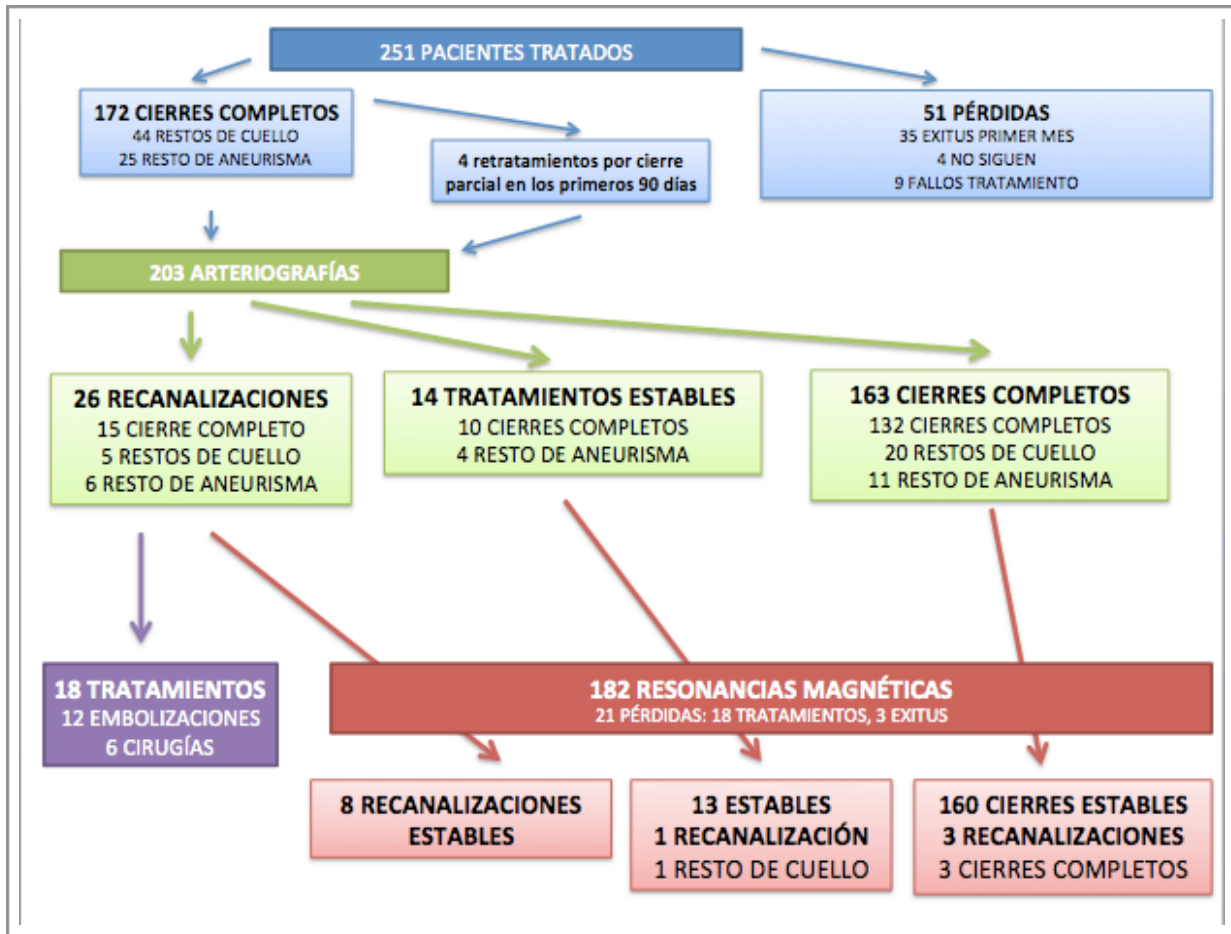 251 PACIENTES TRATADOS
172 CIERRES COMPLETOS
44 RESTOS DE CUELLO
25 RESTO DE ANEURISMA
4 retratamientos por cierre
parcial en los primeros 90 días
51 PÉRDIDAS
35 EXITUS PRIMER MES
4 NO SIGUEN
9 FALLOS TRATAMIENTO
203 ARTERIOGRAFÍAS
26 RECANALIZACIONES
15 CIERRE COMPLETO
5 RESTOS DE CUELLO
6 RESTO DE ANEURISMA
14 TRATAMIENTOS ESTABLES
10 CIERRES COMPLETOS
4 RESTO DE ANEURISMA
163 CIERRES COMPLETOS
132 CIERRES COMPLETOS
20 RESTOS DE CUELLO
11 RESTO DE ANEURISMA
18 TRATAMIENTOS
12 EMBOLIZACIONES
6 CIRUGÍAS
182 RESONANCIAS MAGNÉTICAS
21 PÉRDIDAS: 18 TRATAMIENTOS, 3 EXITUS
8 RECANALIZACIONES
ESTABLES
13 ESTABLES
1 RECANALIZACIÓN
1 RESTO DE CUELLO
160 CIERRES ESTABLES
3 RECANALIZACIONES
3 CIERRES COMPLETOS